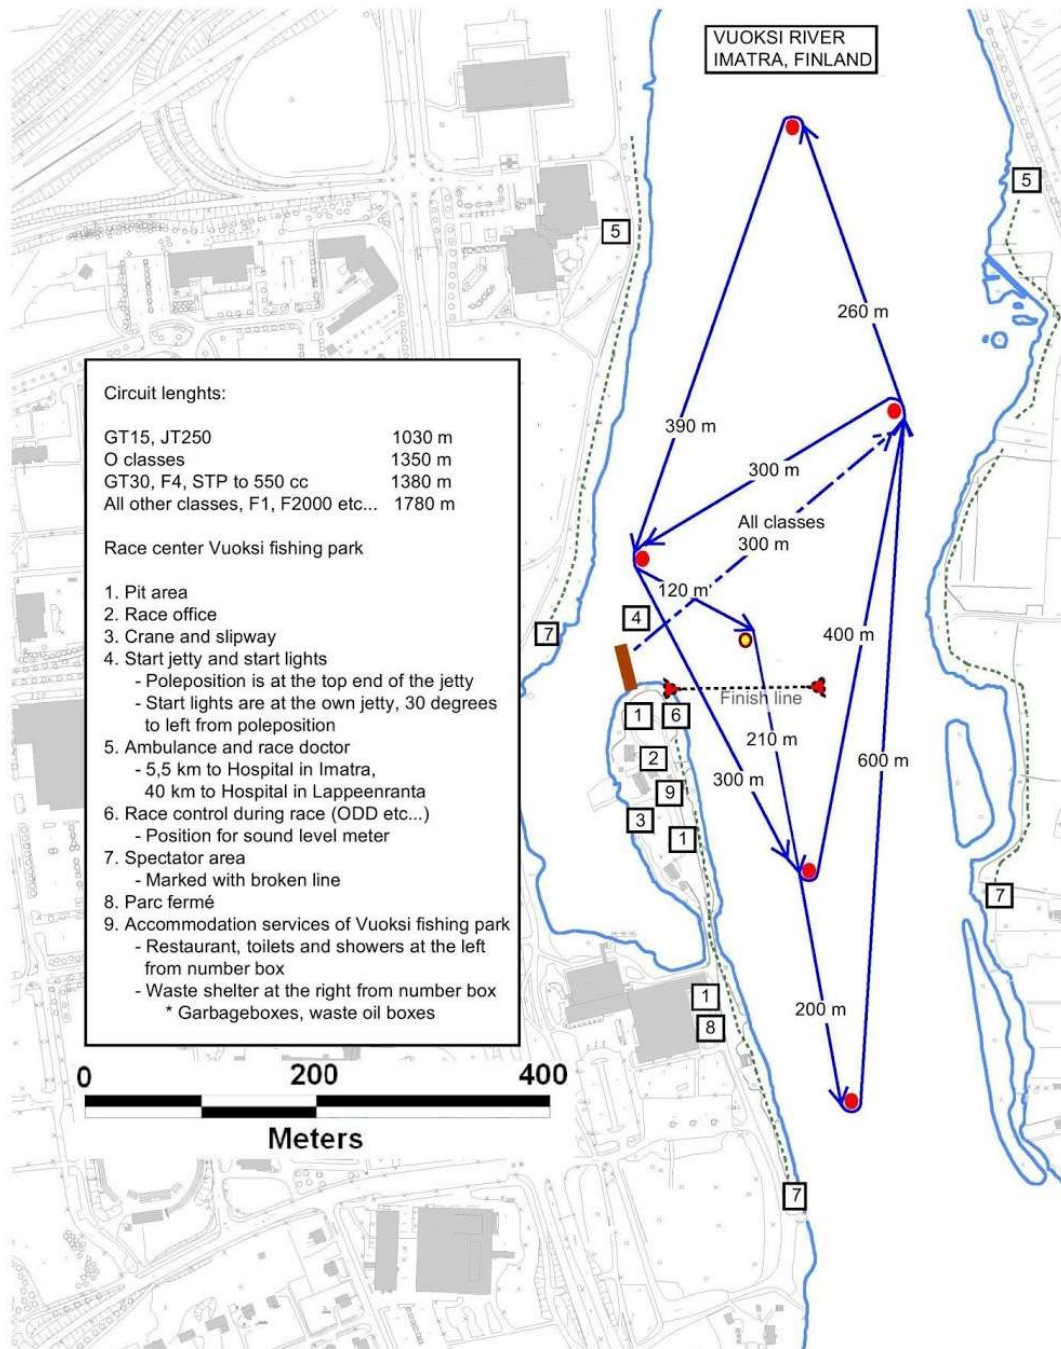 VUOKSI RIVER
IMATRA, FINLAND
5
5
260 m
390 m
300 m
All classes
300 m
120 m
4
7
400 m
Finish line
1
6
210 m
600 m
2
300 m
9
3
1
7
1
8
200 m
7
Circuit lenghts:
GT15, JT250 1030 m
O classes 1350 m
GT30, F4, STP to 550 cc 1380 m
All other classes, F1, F2000 etc... 1780 m
Race center Vuoksi fishing park
1. Pit area
2. Race office
3. Crane and slipway
4. Start jetty and start lights
- Poleposition is at the top end of the jetty
- Start lights are at the own jetty, 30 degrees
to left from poleposition
5. Ambulance and race doctor
- 5,5 km to Hospital in Imatra,
40 km to Hospital in Lappeenranta
6. Race control during race (ODD etc...)
- Position for sound level meter
7. Spectator area
- Marked with broken line
8. Parc fermé
9. Accommodation services of Vuoksi fishing park
- Restaurant, toilets and showers at the left
from number box
- Waste shelter at the right from number box
* Garbageboxes, waste oil boxes
0 200 400
Meters